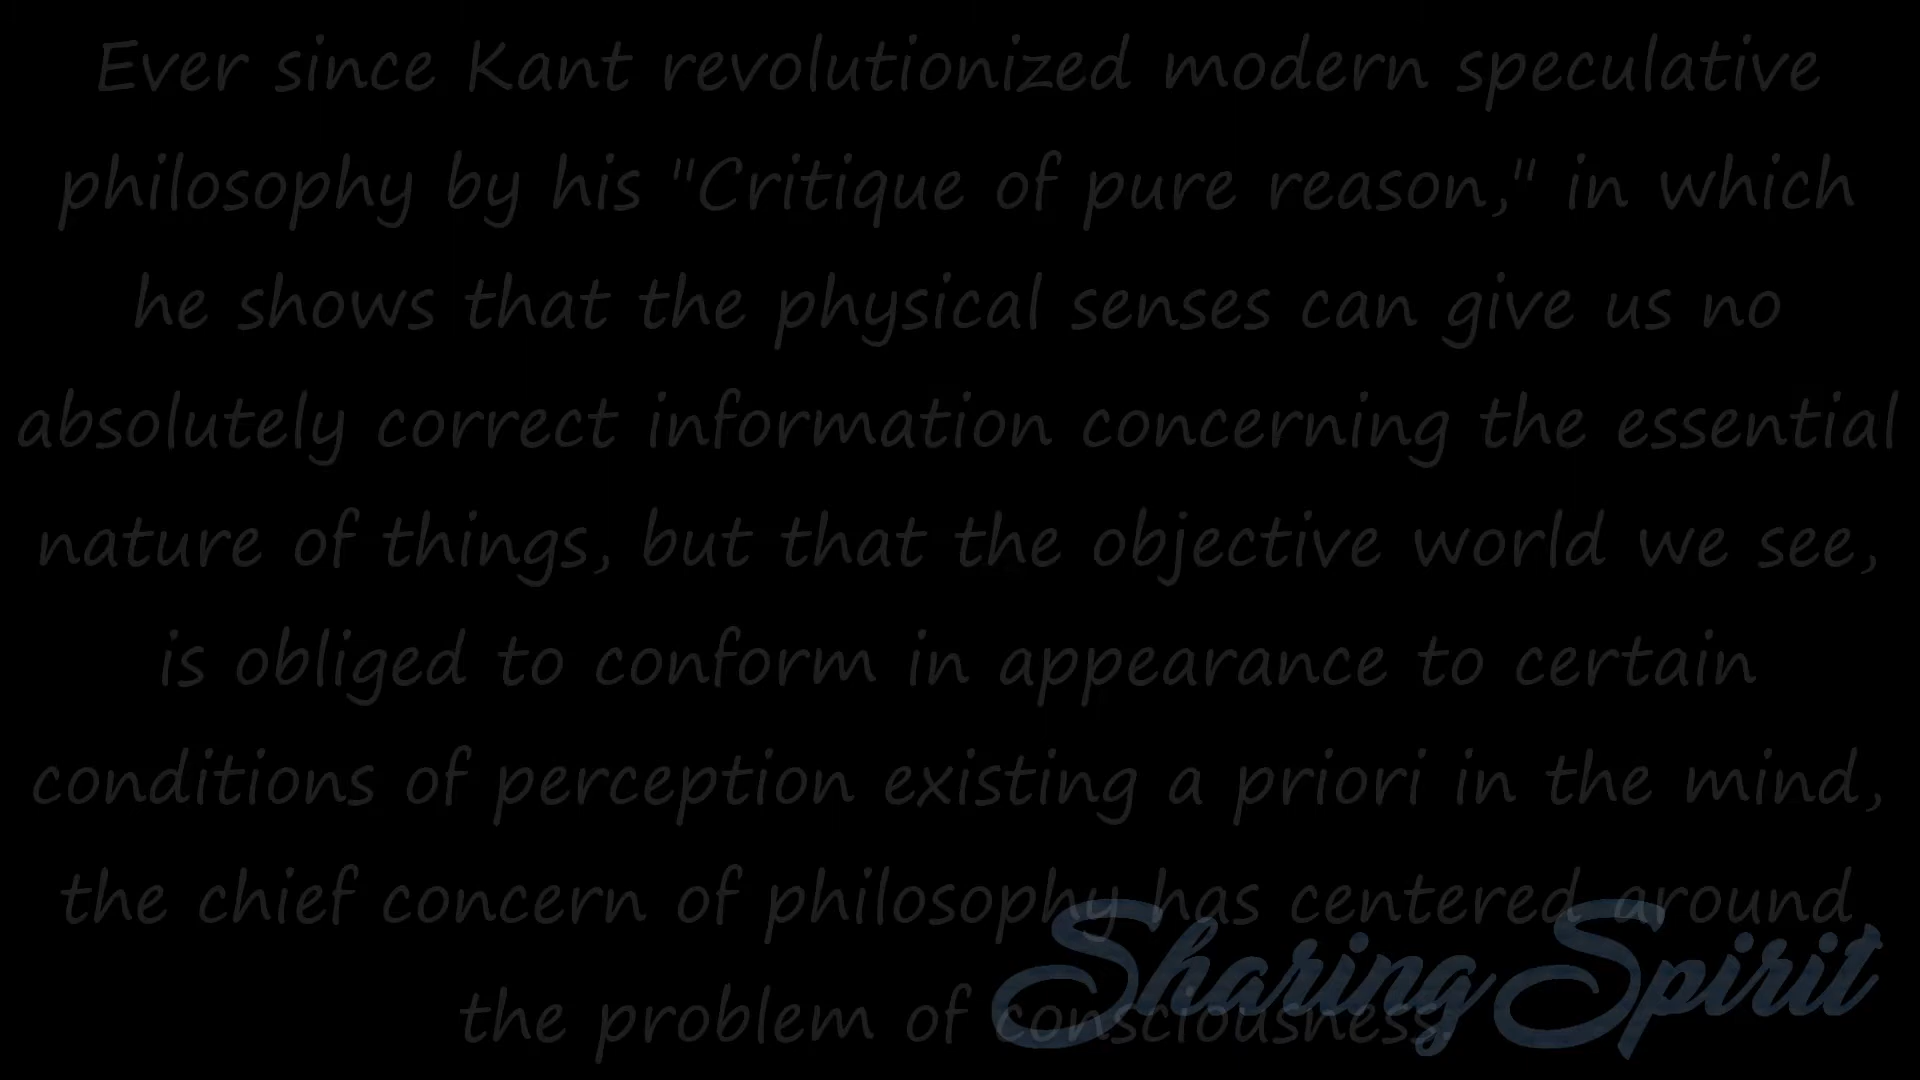 Ever since Kant revolutionized modern speculative
philosophy by his "Critique of pure reason," in which
he shows that the physical senses can give us no
absolutely correct information concerning the essential
nature of things, but that the objective world we see,
is obliged to conform in appearance to certain
conditions of perception existing a priori in the mind,
the chief concern of philosophy has centered around
the problem of consciousness.
Sharing Spirit